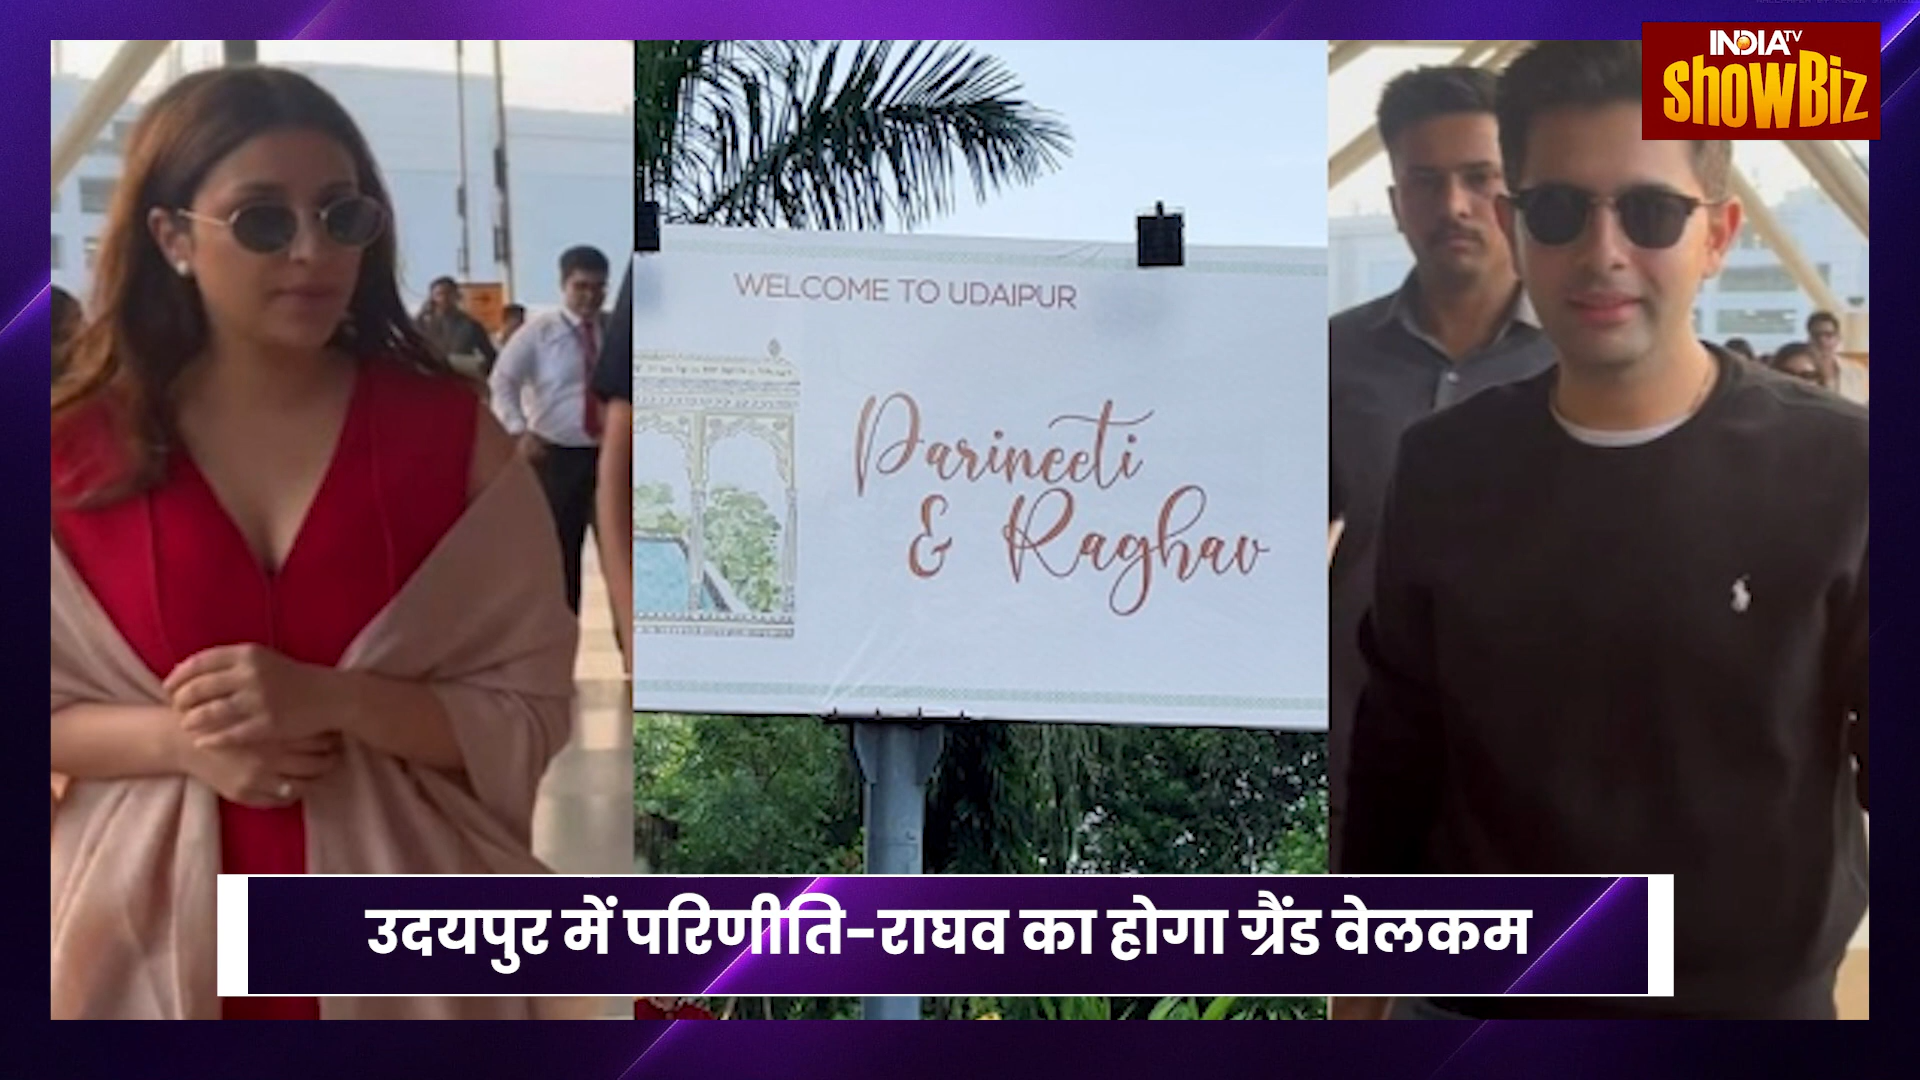 INDIA TV
ShowBiz
WELCOME TO UDAIPUR
Parineeti
& Raghav
उदयपुर में परिणीति-राघव का होगा ग्रैंड वेलकम